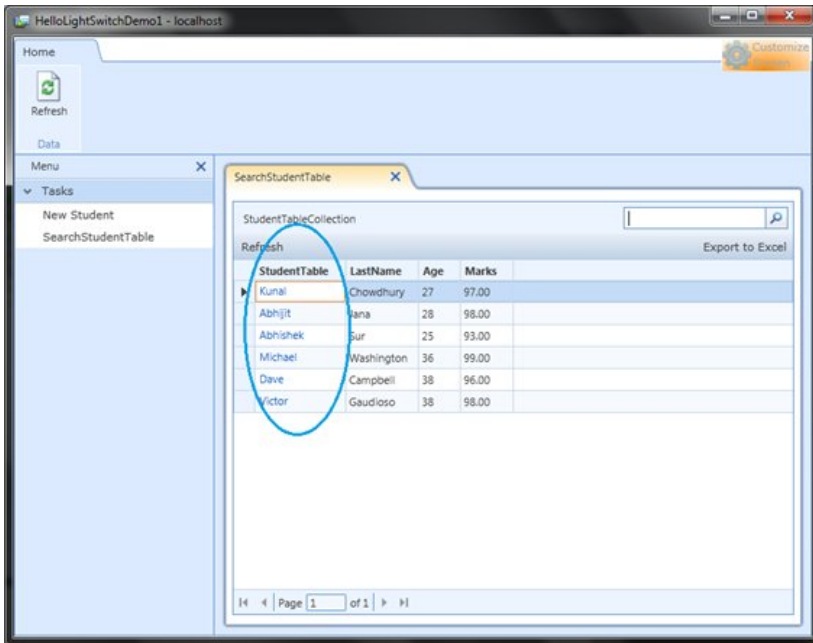 HelloLightSwitchDemo1 - localhost
Home
Customize
Refresh
Data
Menu
Tasks
New Student
SearchStudentTable
SearchStudentTable
StudentTableCollection
Refresh
Export to Excel
StudentTable LastName Age Marks
Kunal Chowdhury 27 97.00
Abhijit Jana 28 98.00
Abhishek Sur 25 93.00
Michael Washington 36 99.00
Dave Campbell 38 96.00
Victor Gaudioso 38 98.00
Page 1 of 1